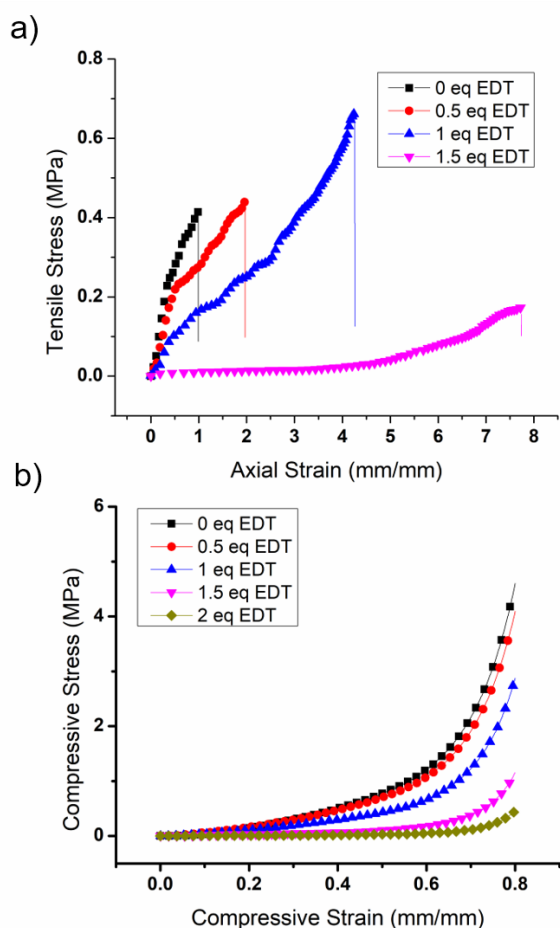 a)
0.8
0.6
0.4
0.2
0.0
Tensile Stress (MPa)
0 eq EDT
0.5 eq EDT
1 eq EDT
1.5 eq EDT
0 1 2 3 4 5 6 7 8
Axial Strain (mm/mm)
b)
6
4
2
0
Compressive Stress (MPa)
0 eq EDT
0.5 eq EDT
1 eq EDT
1.5 eq EDT
2 eq EDT
0.0 0.2 0.4 0.6 0.8
Compressive Strain (mm/mm)